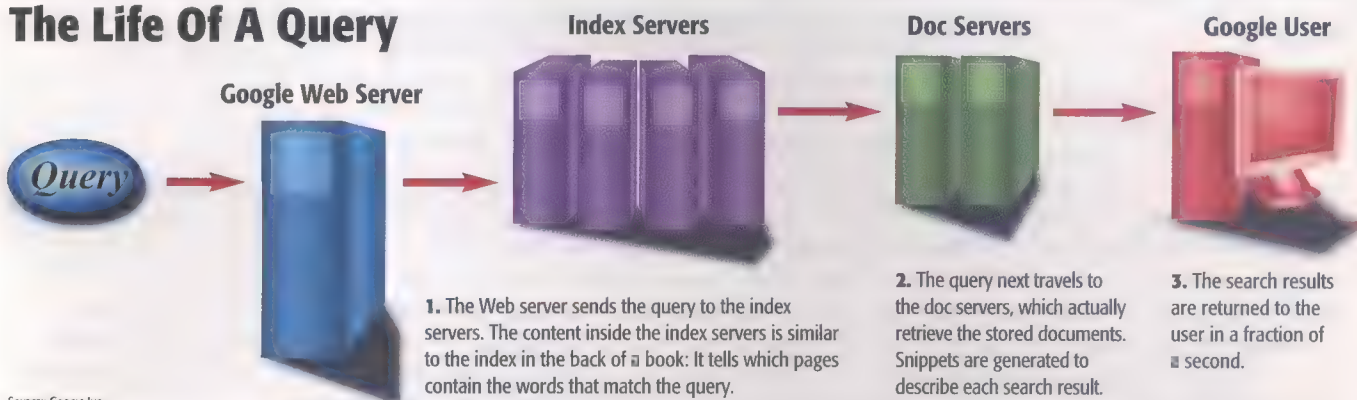 The Life Of A Query
Google Web Server
Index Servers
Doc Servers
Google User
Query
1. The Web server sends the query to the index
servers. The content inside the index servers is similar
to the index in the back of a book: It tells which pages
contain the words that match the query.
2. The query next travels to
the doc servers, which actually
retrieve the stored documents.
Snippets are generated to
describe each search result.
3. The search results
are returned to the
user in a fraction of
a second.